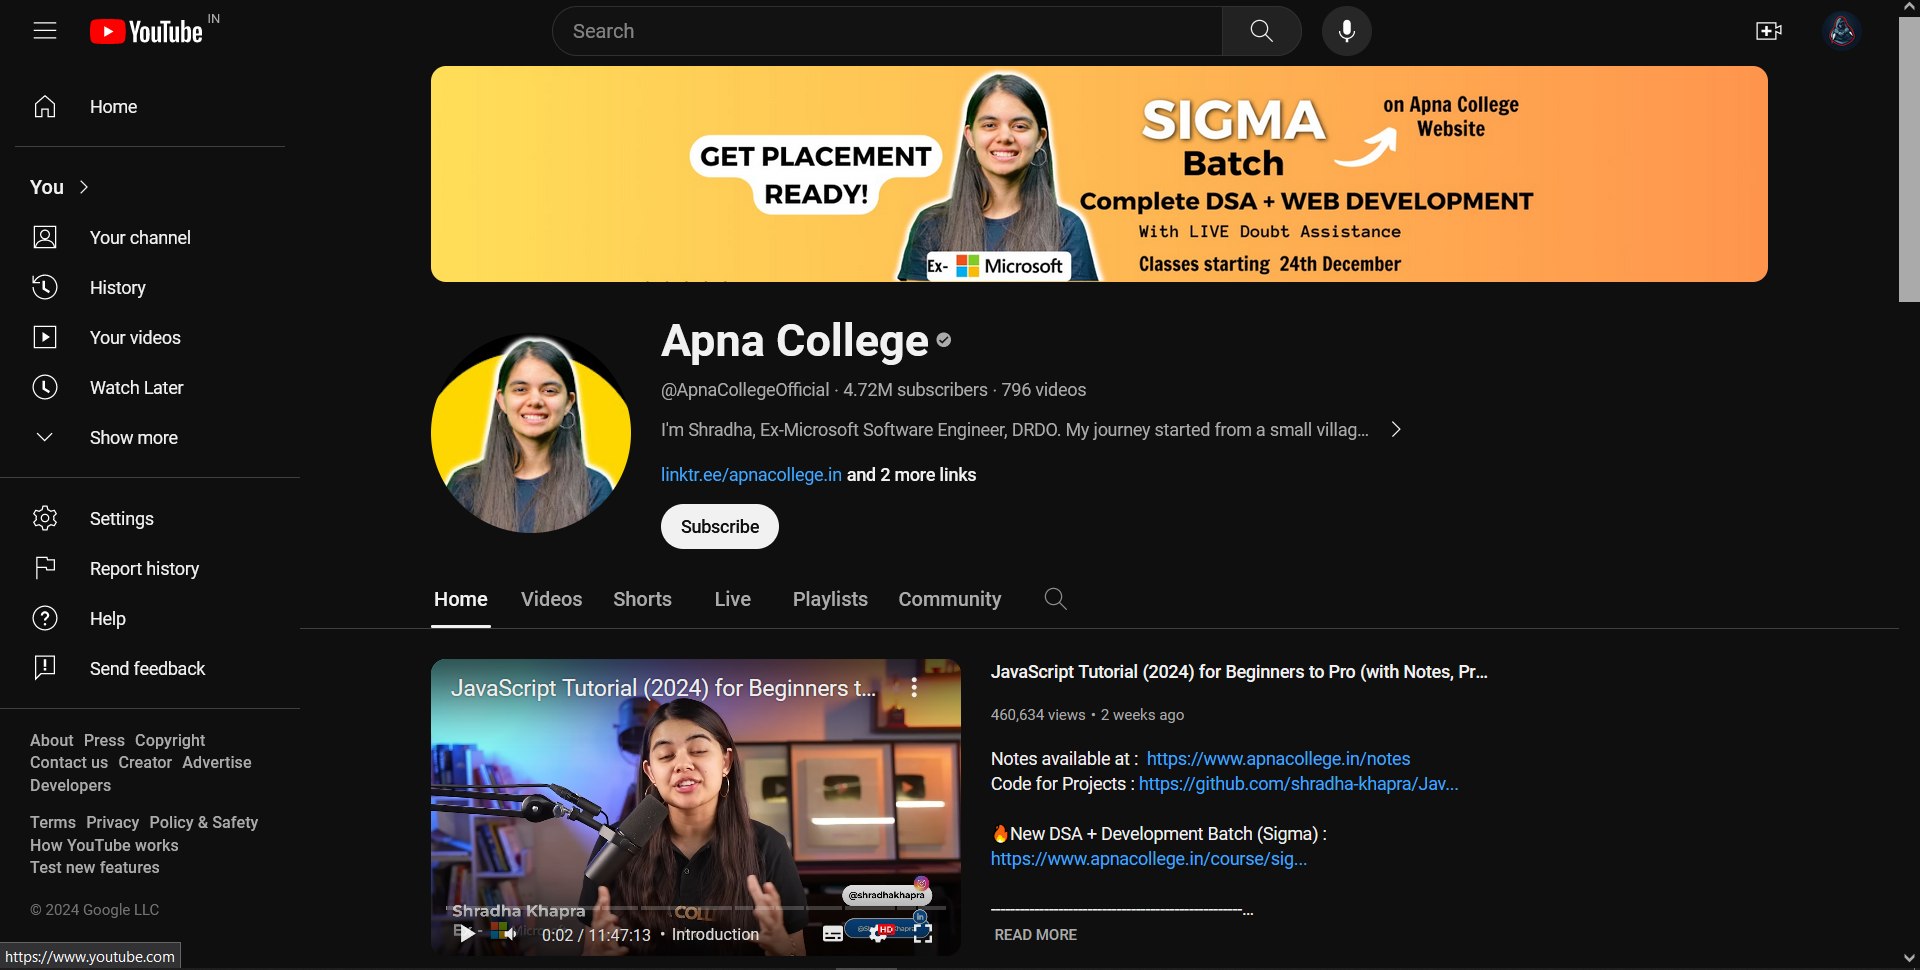 YouTube IN
Search
Home
You
Your channel
History
Your videos
Watch Later
Show more
Settings
Report history
Help
Send feedback
About Press Copyright
Contact us Creator Advertise
Developers
Terms Privacy Policy & Safety
How YouTube works
Test new features
© 2024 Google LLC
https://www.youtube.com
GET PLACEMENT
READY!
Ex- Microsoft
SIGMA
Batch
on Apna College
Website
Complete DSA + WEB DEVELOPMENT
With LIVE Doubt Assistance
Classes starting 24th December
Apna College
@ApnaCollegeOfficial · 4.72M subscribers · 796 videos
I'm Shradha, Ex-Microsoft Software Engineer, DRDO. My journey started from a small villag...
linktr.ee/apnacollege.in and 2 more links
Subscribe
Home Videos Shorts Live Playlists Community
JavaScript Tutorial (2024) for Beginners t...
@shradhakhapra
Shradha Khapra
0:02 / 11:47:13 • Introduction
HD
JavaScript Tutorial (2024) for Beginners to Pro (with Notes, Pr...
460,634 views • 2 weeks ago
Notes available at : https://www.apnacollege.in/notes
Code for Projects : https://github.com/shradha-khapra/Jav...
🔥New DSA + Development Batch (Sigma) :
https://www.apnacollege.in/course/sig...
--------------------------------------------------...
READ MORE